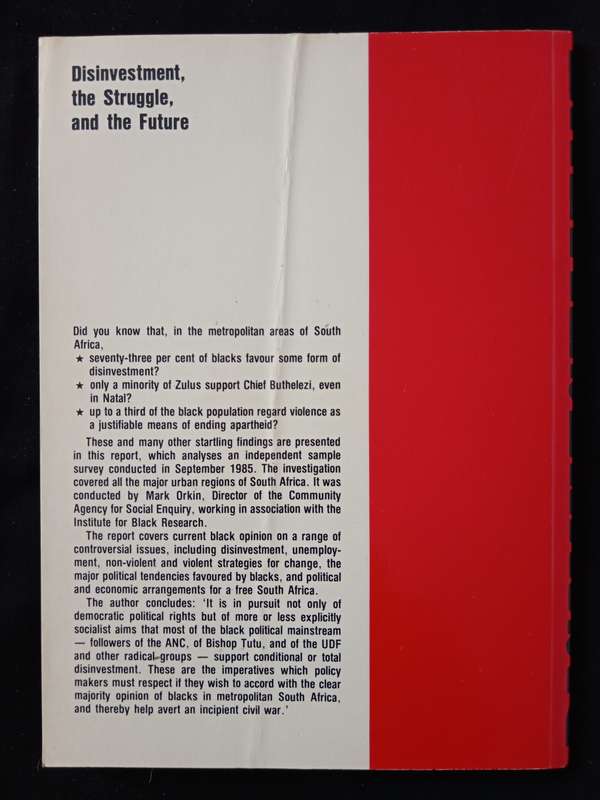 Disinvestment,
the Struggle,
and the Future
Did you know that, in the metropolitan areas of South
Africa,
★ seventy-three per cent of blacks favour some form of
disinvestment?
★ only a minority of Zulus support Chief Buthelezi, even
in Natal?
★ up to a third of the black population regard violence as
a justifiable means of ending apartheid?
These and many other startling findings are presented
in this report, which analyses an independent sample
survey conducted in September 1985. The investigation
covered all the major urban regions of South Africa. It was
conducted by Mark Orkin, Director of the Community
Agency for Social Enquiry, working in association with the
Institute for Black Research.
The report covers current black opinion on a range of
controversial issues, including disinvestment, unemploy-
ment, non-violent and violent strategies for change, the
major political tendencies favoured by blacks, and political
and economic arrangements for a free South Africa.
The author concludes: ‘It is in pursuit not only of
democratic political rights but of more or less explicitly
socialist aims that most of the black political mainstream
— followers of the ANC, of Bishop Tutu, and of the UDF
and other radical groups — support conditional or total
disinvestment. These are the imperatives which policy
makers must respect if they wish to accord with the clear
majority opinion of blacks in metropolitan South Africa,
and thereby help avert an incipient civil war.’